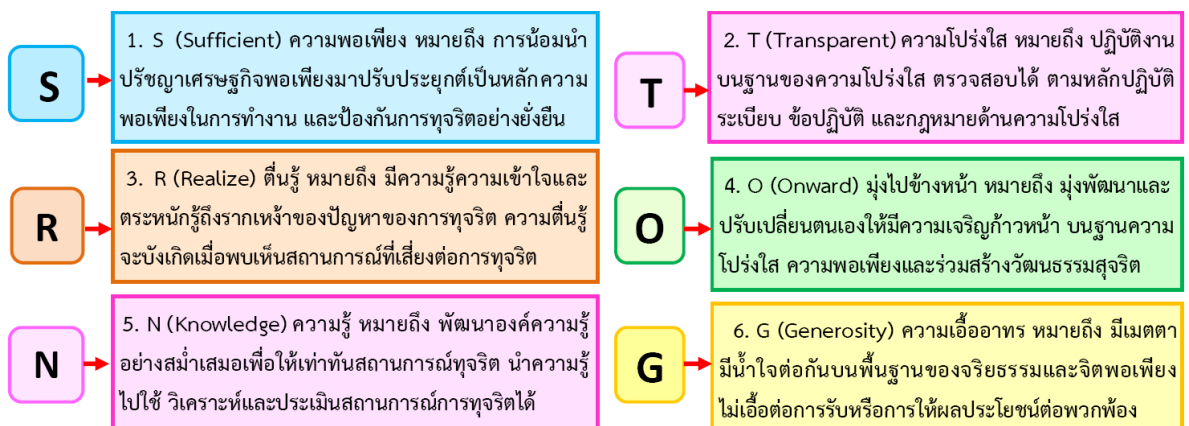 S
1. S (Sufficient) ความพอเพียง หมายถึง การน้อมนำ
ปรัชญาเศรษฐกิจพอเพียงมาปรับประยุกต์เป็นหลักความ
พอเพียงในการทำงาน และป้องกันการทุจริตอย่างยั่งยืน
T
2. T (Transparent) ความโปร่งใส หมายถึง ปฏิบัติงาน
บนฐานของความโปร่งใส ตรวจสอบได้ ตามหลักปฏิบัติ
ระเบียบ ข้อปฏิบัติ และกฎหมายด้านความโปร่งใส
R
3. R (Realize) ตื่นรู้ หมายถึง มีความรู้ความเข้าใจและ
ตระหนักรู้ถึงรากเหง้าของปัญหาของการทุจริต ความตื่นรู้
จะบังเกิดเมื่อพบเห็นสถานการณ์ที่เสี่ยงต่อการทุจริต
O
4. O (Onward) มุ่งไปข้างหน้า หมายถึง มุ่งพัฒนาและ
ปรับเปลี่ยนตนเองให้มีความเจริญก้าวหน้า บนฐานความ
โปร่งใส ความพอเพียงและร่วมสร้างวัฒนธรรมสุจริต
N
5. N (Knowledge) ความรู้ หมายถึง พัฒนาองค์ความรู้
อย่างสม่ำเสมอเพื่อให้เท่าทันสถานการณ์ทุจริต นำความรู้
ไปใช้ วิเคราะห์และประเมินสถานการณ์การทุจริตได้
G
6. G (Generosity) ความเอื้ออาทร หมายถึง มีเมตตา
มีน้ำใจต่อกันบนพื้นฐานของจริยธรรมและจิตพอเพียง
ไม่เอื้อต่อการรับหรือการให้ผลประโยชน์ต่อพวกพ้อง